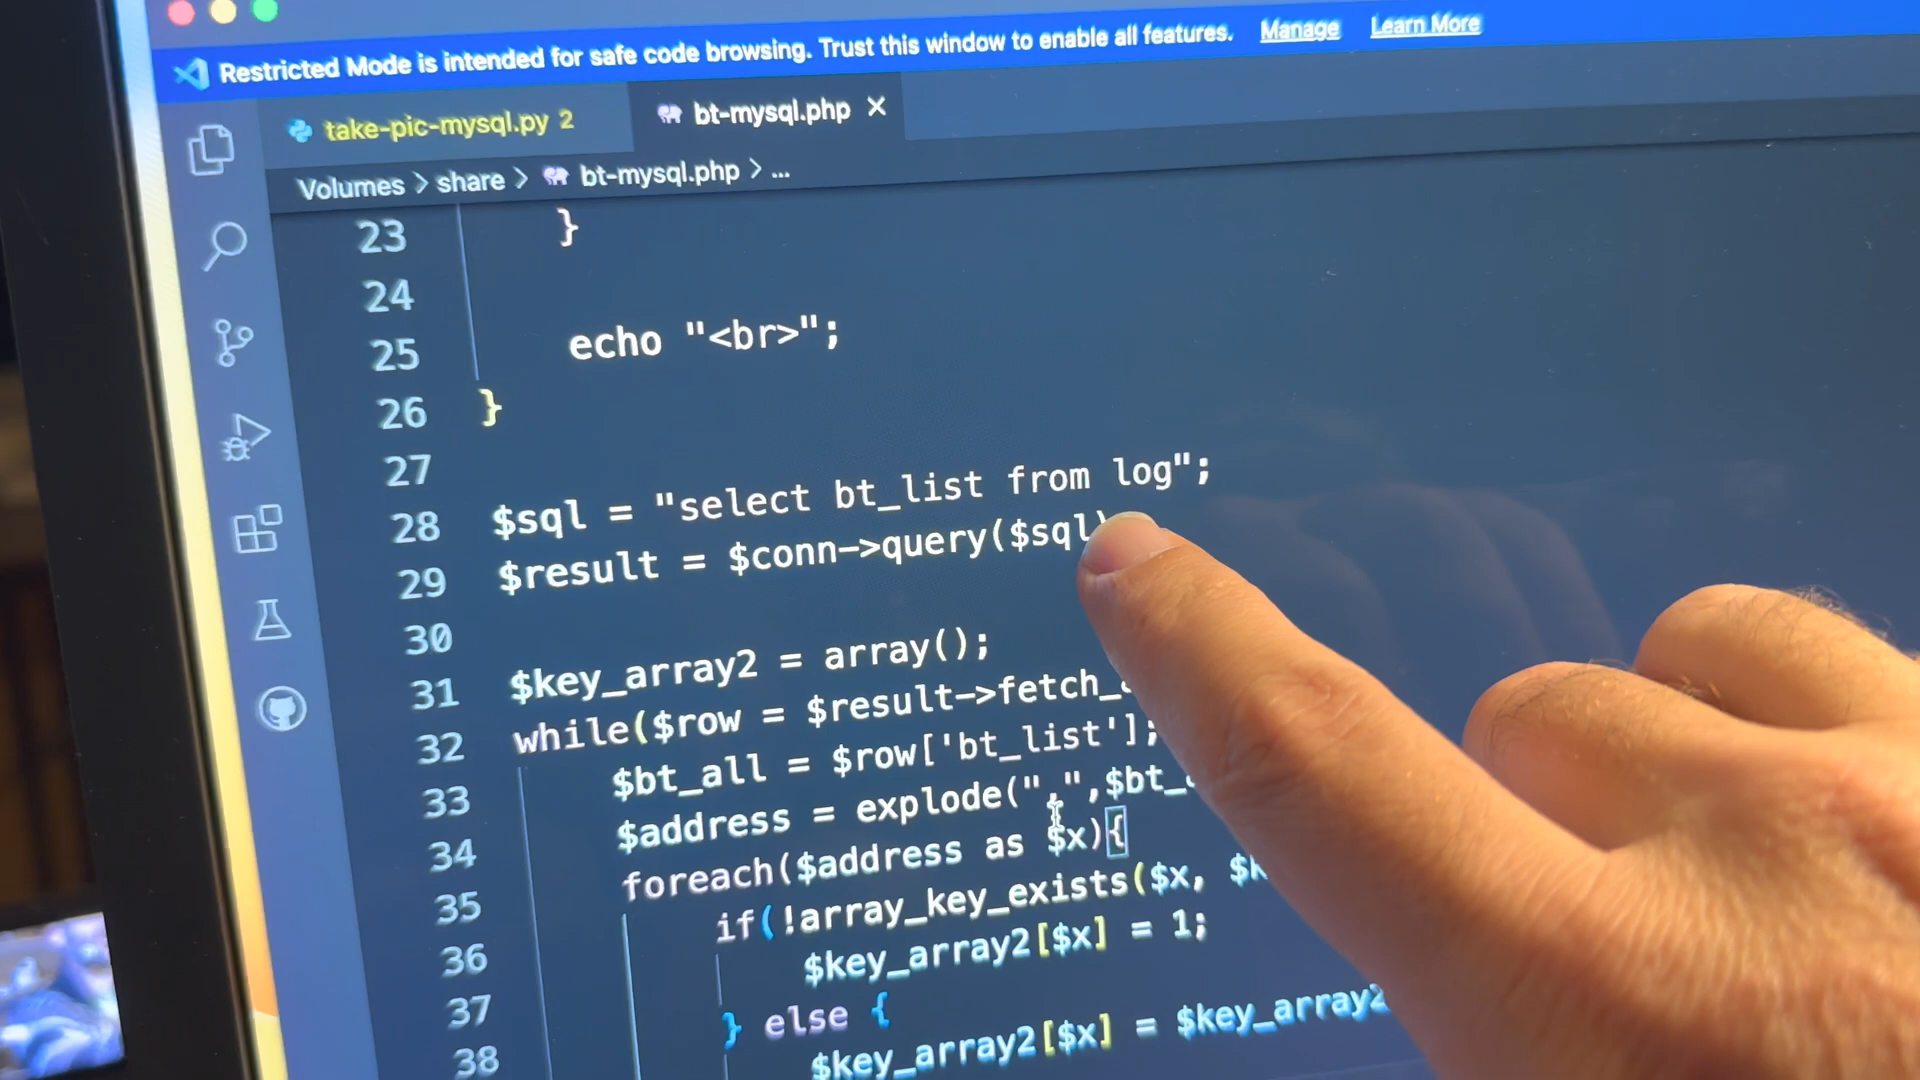 Restricted Mode is intended for safe code browsing. Trust this window to enable all features. Manage Learn More
take-pic-mysql.py 2 bt-mysql.php ×
Volumes > share > bt-mysql.php > ...
23 }
24
25 echo "<br>";
26 }
27
28 $sql = "select bt_list from log";
29 $result = $conn->query($sql)
30
31 $key_array2 = array();
32 while($row = $result->fetch_
33 $bt_all = $row['bt_list'];
34 $address = explode(",",$bt_
35 foreach($address as $x){
36 if(!array_key_exists($x, $k
37 $key_array2[$x] = 1;
38 } else {
$key_array2[$x] = $key_array2